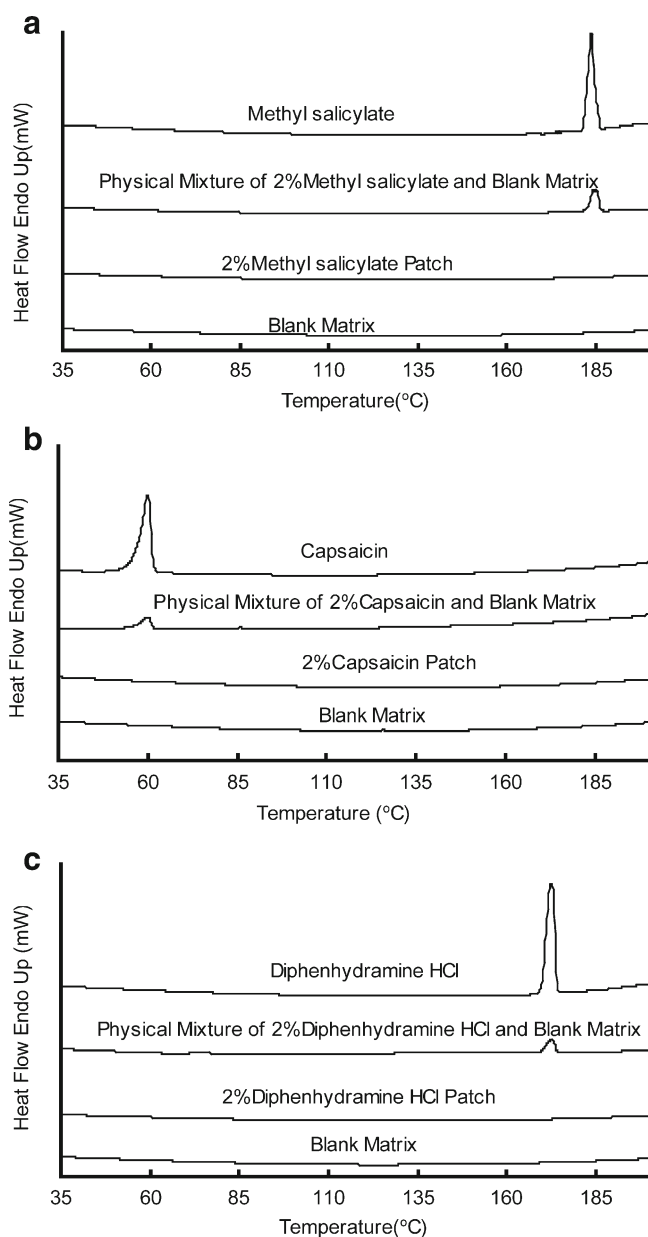 a
Heat Flow Endo Up(mW)
Methyl salicylate
Physical Mixture of 2%Methyl salicylate and Blank Matrix
2%Methyl salicylate Patch
Blank Matrix
35 60 85 110 135 160 185
Temperature(°C)
b
Heat Flow Endo Up(mW)
Capsaicin
Physical Mixture of 2%Capsaicin and Blank Matrix
2%Capsaicin Patch
Blank Matrix
35 60 85 110 135 160 185
Temperature (°C)
c
Heat Flow Endo Up (mW)
Diphenhydramine HCl
Physical Mixture of 2%Diphenhydramine HCl and Blank Matrix
2%Diphenhydramine HCl Patch
Blank Matrix
35 60 85 110 135 160 185
Temperature(°C)